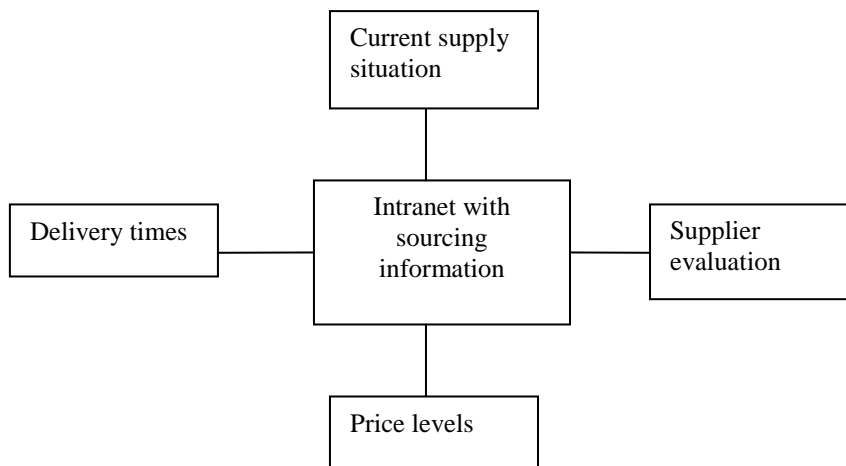 Current supply
situation
Delivery times
Intranet with
sourcing
information
Supplier
evaluation
Price levels